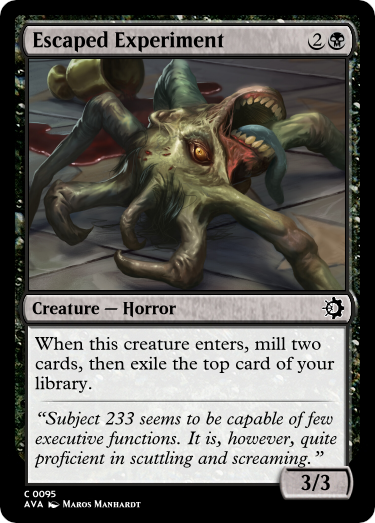 Escaped Experiment 2
Creature — Horror
When this creature enters, mill two
cards, then exile the top card of your
library.
“Subject 233 seems to be capable of few
executive functions. It is, however, quite
proficient in scuttling and screaming.”
3/3
C 0095
AVA Maros Manhardt